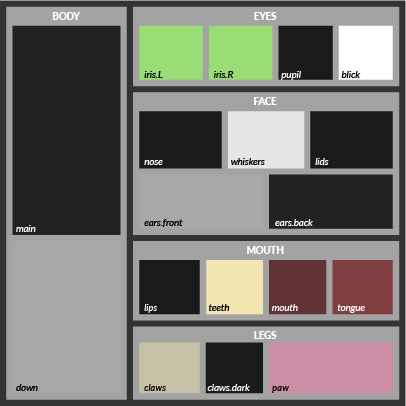 BODY
main
down
EYES
iris.L
iris.R
pupil
blick
FACE
nose
whiskers
lids
ears.front
ears.back
MOUTH
lips
teeth
mouth
tongue
LEGS
claws
claws.dark
paw